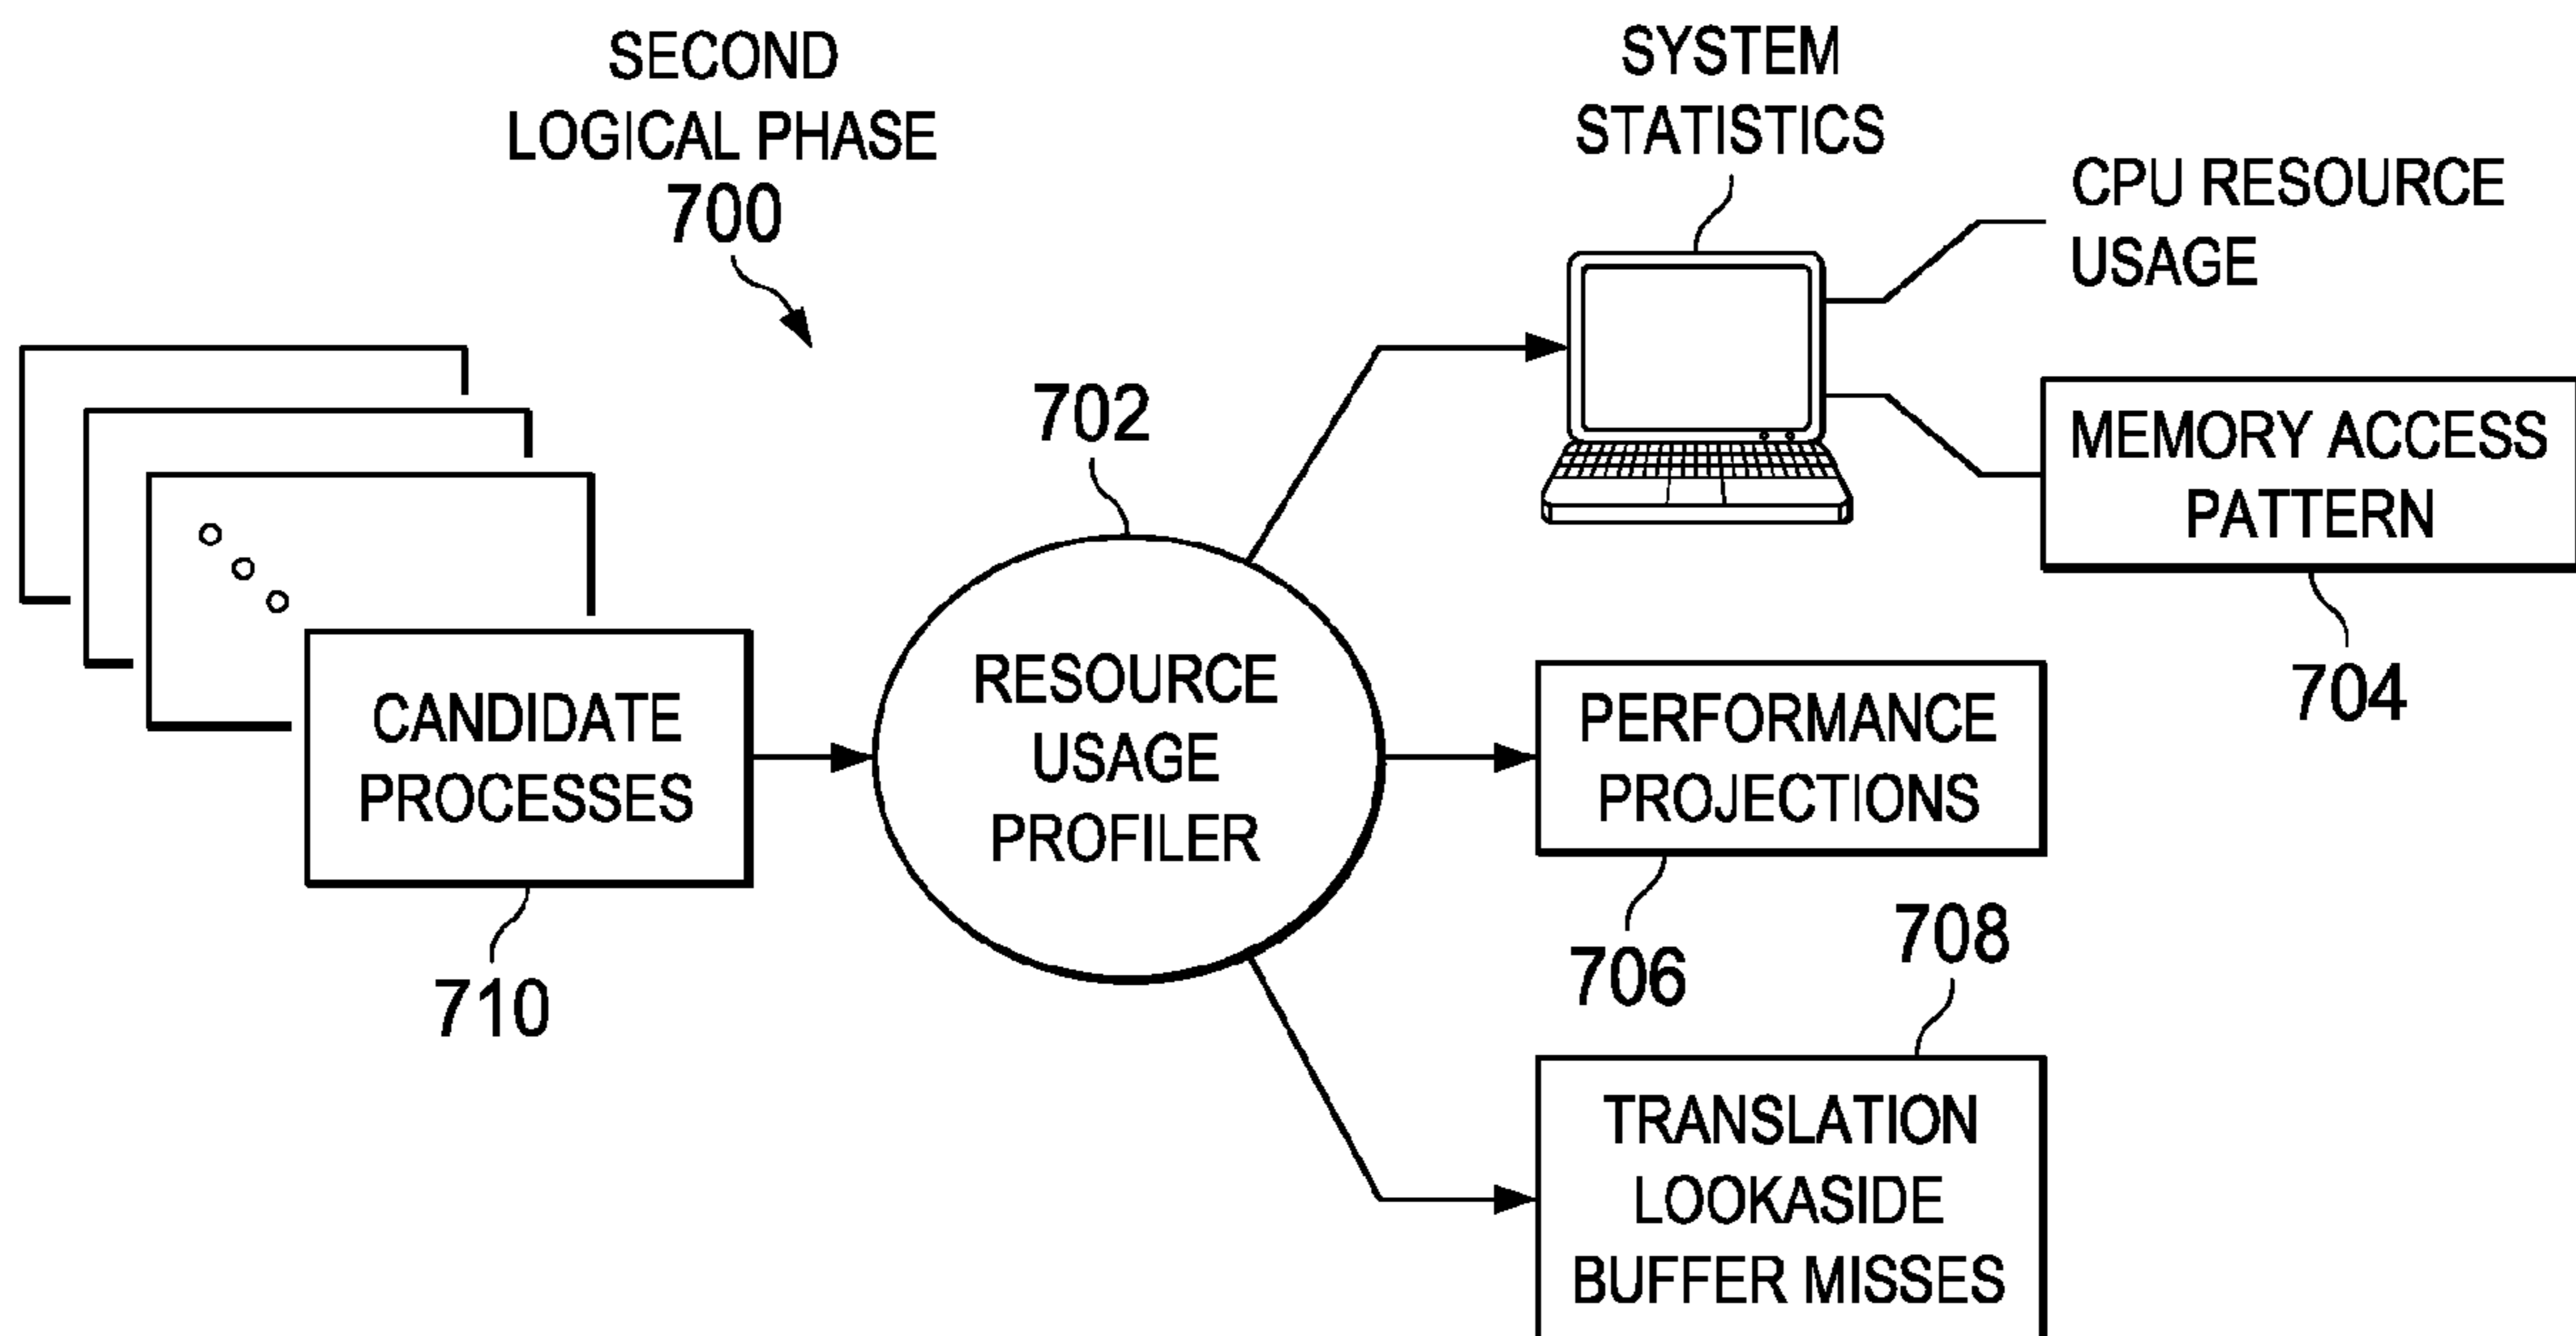 SECOND
LOGICAL PHASE
700
SYSTEM
STATISTICS
CPU RESOURCE
USAGE
702
MEMORY ACCESS
PATTERN
704
RESOURCE
USAGE
PROFILER
CANDIDATE
PROCESSES
710
PERFORMANCE
PROJECTIONS
706
708
TRANSLATION
LOOKASIDE
BUFFER MISSES